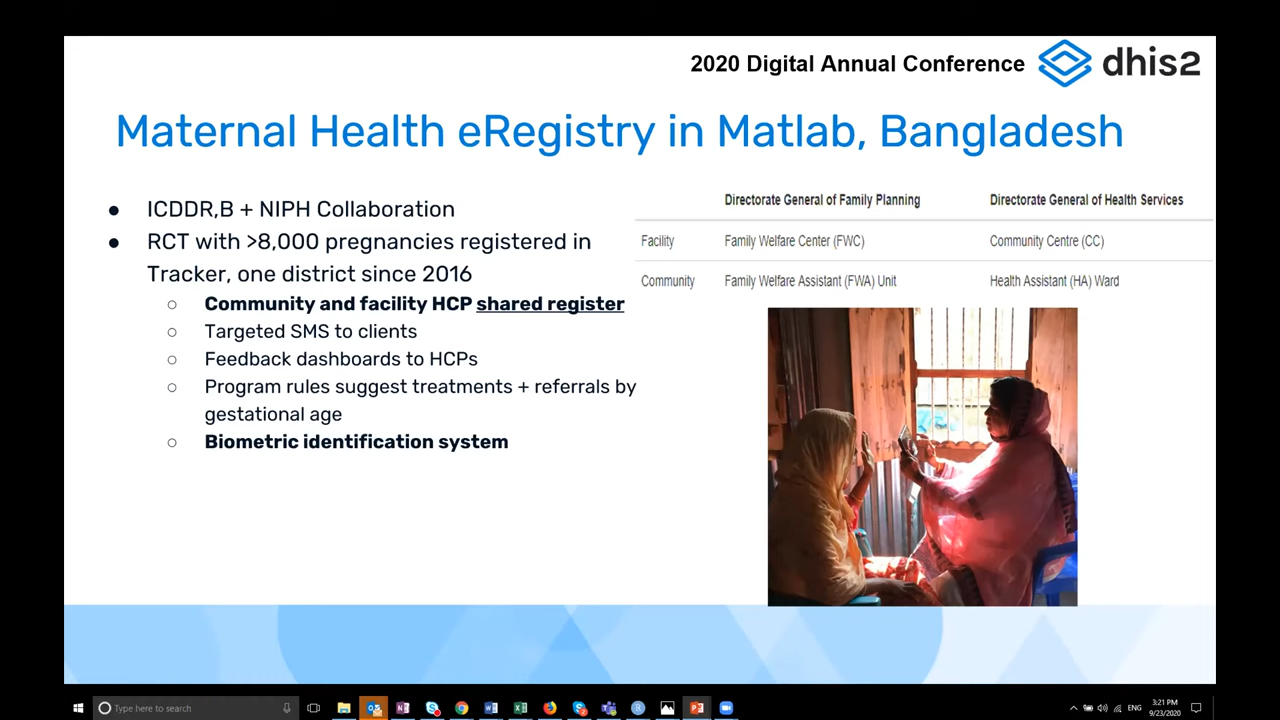 2020 Digital Annual Conference dhis2
Maternal Health eRegistry in Matlab, Bangladesh
● ICDDR,B + NIPH Collaboration
● RCT with >8,000 pregnancies registered in
Tracker, one district since 2016
○ Community and facility HCP shared register
○ Targeted SMS to clients
○ Feedback dashboards to HCPs
○ Program rules suggest treatments + referrals by
gestational age
○ Biometric identification system
Directorate General of Family Planning Directorate General of Health Services
Facility Family Welfare Center (FWC) Community Centre (CC)
Community Family Welfare Assistant (FWA) Unit Health Assistant (HA) Ward
Type here to search
ENG
3:21 PM
9/23/2020